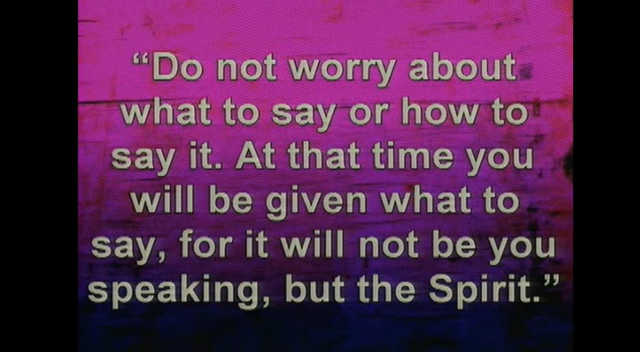 “Do not worry about
what to say or how to
say it. At that time you
will be given what to
say, for it will not be you
speaking, but the Spirit.”